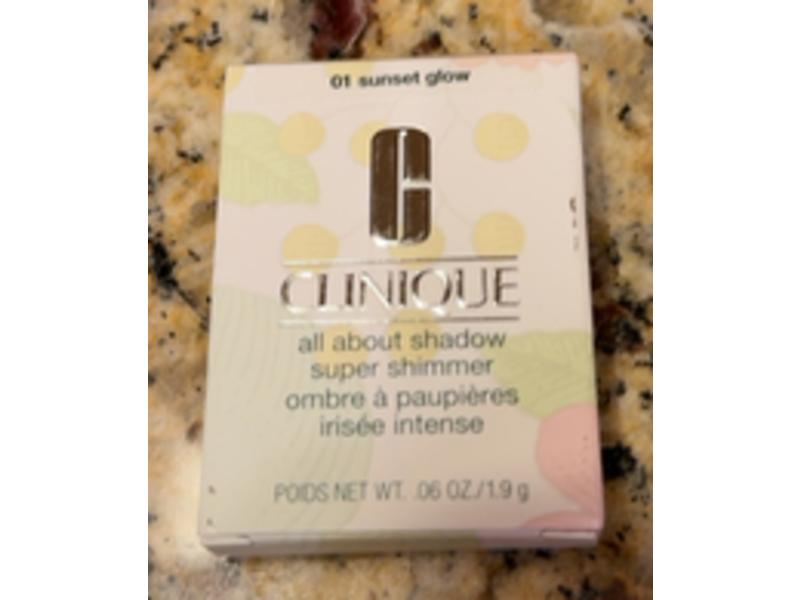 01 sunset glow
CLINIQUE
all about shadow
super shimmer
ombre à paupières
irisée intense
POIDS NET WT. .06 OZ./1.9 g